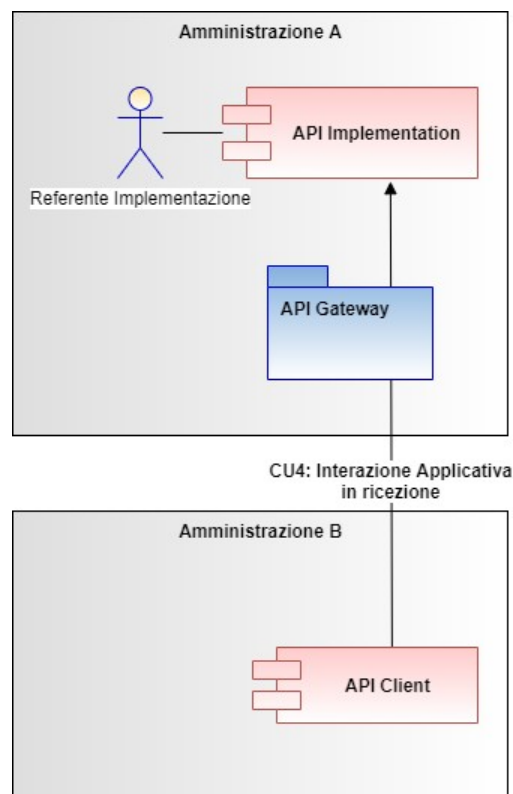 Amministrazione A
API Implementation
Referente Implementazione
API Gateway
CU4: Interazione Applicativa
in ricezione
Amministrazione B
API Client